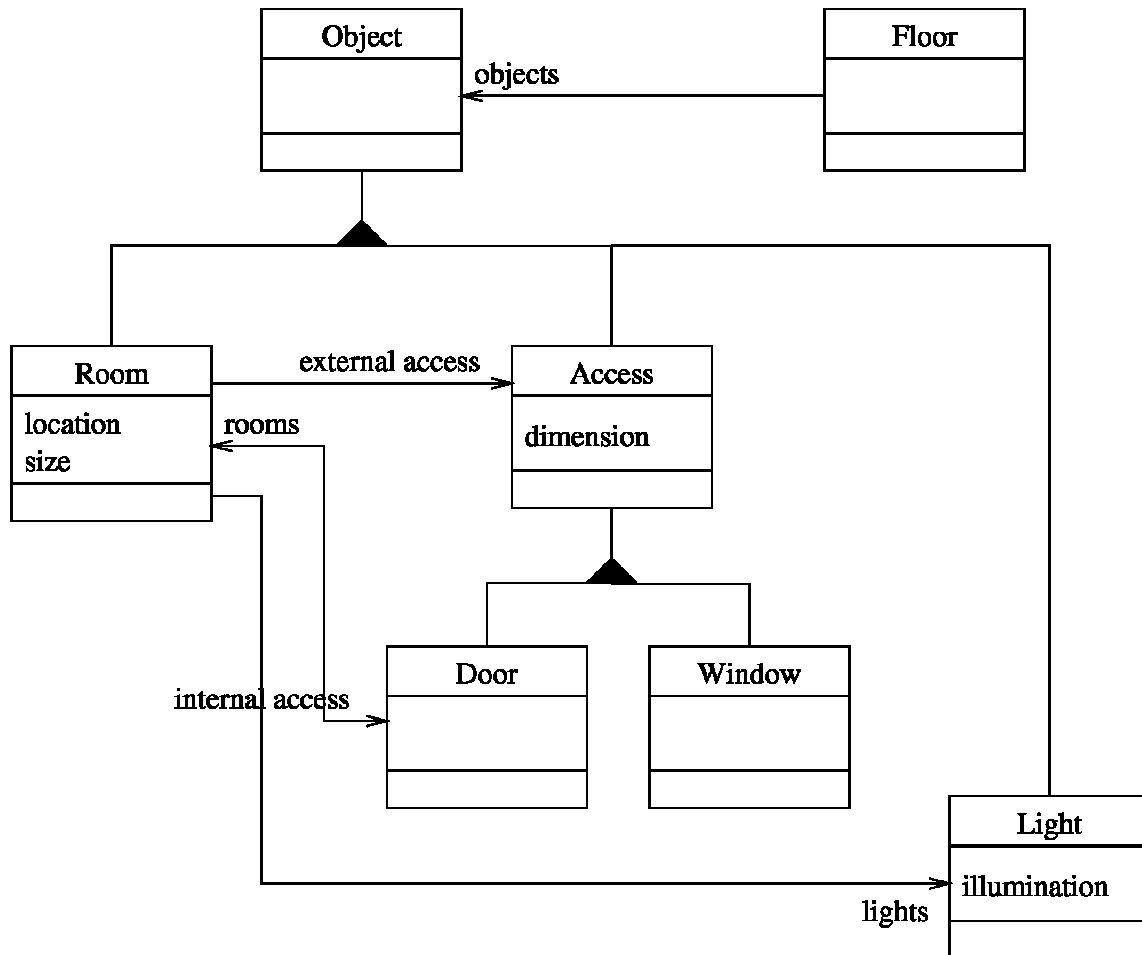 Object
Floor
objects
external access
Room
Access
location
rooms
dimension
size
Door
Window
internal access
Light
illumination
lights